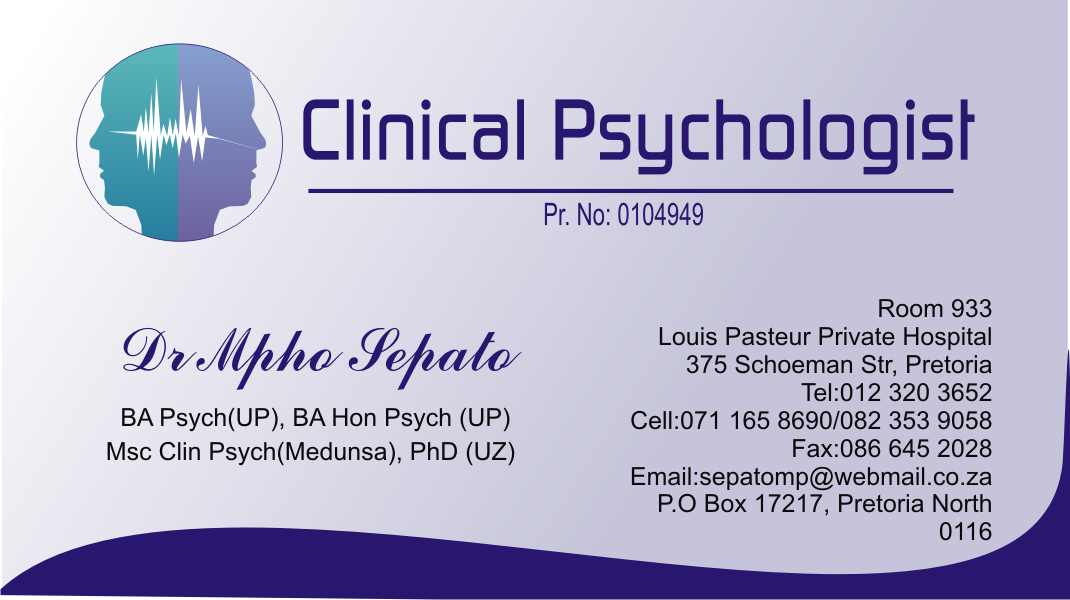 Clinical Psychologist
Pr. No: 0104949
Dr Mpho Sepato
BA Psych(UP), BA Hon Psych (UP)
Msc Clin Psych(Medunsa), PhD (UZ)
Room 933
Louis Pasteur Private Hospital
375 Schoeman Str, Pretoria
Tel:012 320 3652
Cell:071 165 8690/082 353 9058
Fax:086 645 2028
Email:sepatomp@webmail.co.za
P.O Box 17217, Pretoria North
0116